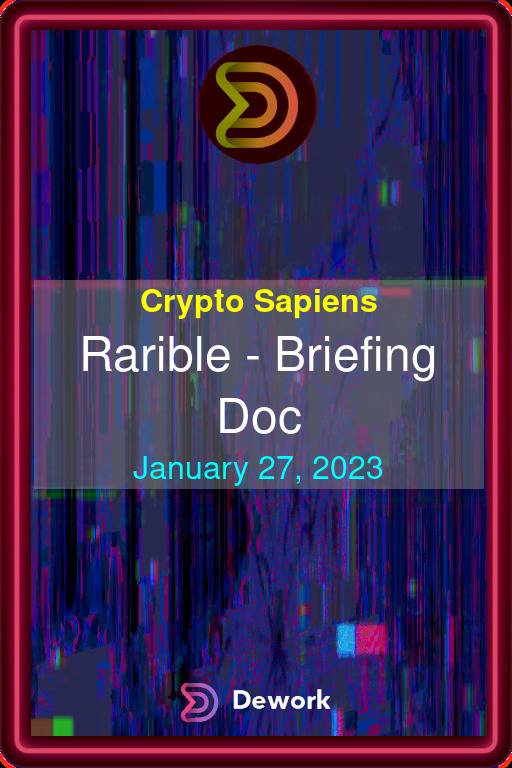 Crypto Sapiens
Rarible - Briefing
Doc
January 27, 2023
Dework